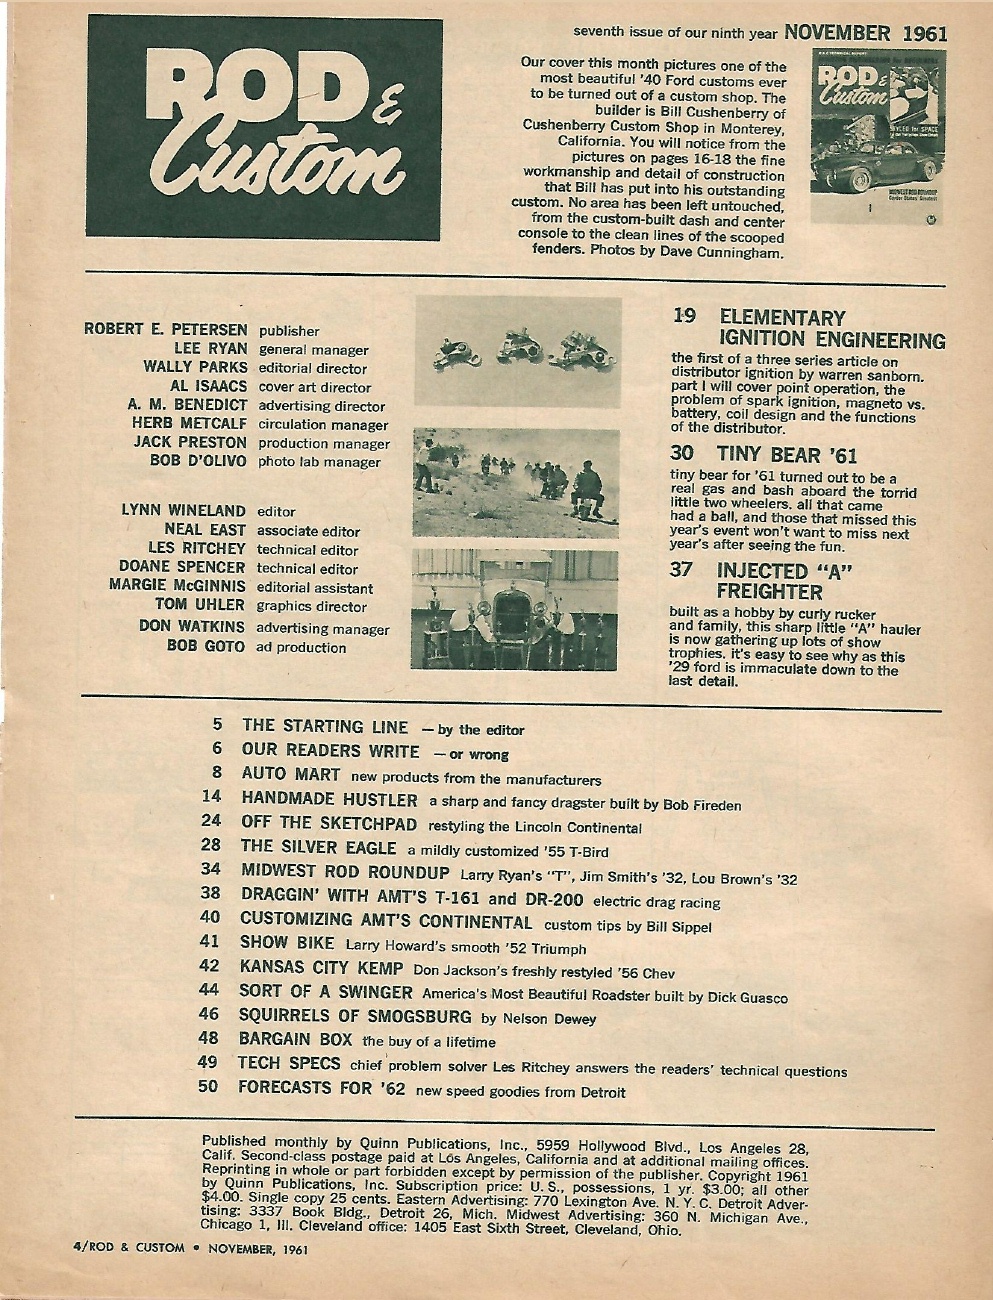 ROD &
Custom
seventh issue of our ninth year NOVEMBER 1961
Our cover this month pictures one of the
most beautiful '40 Ford customs ever
to be turned out of a custom shop. The
builder is Bill Cushenberry of
Cushenberry Custom Shop in Monterey,
California. You will notice from the
pictures on pages 16-18 the fine
workmanship and detail of construction
that Bill has put into his outstanding
custom. No area has been left untouched,
from the custom-built dash and center
console to the clean lines of the scooped
fenders. Photos by Dave Cunningham.
ROD &
Custom
ROBERT E. PETERSEN publisher
LEE RYAN general manager
WALLY PARKS editorial director
AL ISAACS cover art director
A. M. BENEDICT advertising director
HERB METCALF circulation manager
JACK PRESTON production manager
BOB D'OLIVO photo lab manager
LYNN WINELAND editor
NEAL EAST associate editor
LES RITCHEY technical editor
DOANE SPENCER technical editor
MARGIE McGINNIS editorial assistant
TOM UHLER graphics director
DON WATKINS advertising manager
BOB GOTO ad production
19 ELEMENTARY
IGNITION ENGINEERING
the first of a three series article on
distributor ignition by warren sanborn.
part I will cover point operation, the
problem of spark ignition, magneto vs.
battery, coil design and the functions
of the distributor.
30 TINY BEAR '61
tiny bear for '61 turned out to be a
real gas and bash aboard the torrid
little two wheelers. all that came
had a ball, and those that missed this
year's event won't want to miss next
year's after seeing the fun.
37 INJECTED "A"
FREIGHTER
built as a hobby by curly rucker
and family, this sharp little "A" hauler
is now gathering up lots of show
trophies. it's easy to see why as this
'29 ford is immaculate down to the
last detail.
5 THE STARTING LINE — by the editor
6 OUR READERS WRITE — or wrong
8 AUTO MART new products from the manufacturers
14 HANDMADE HUSTLER a sharp and fancy dragster built by Bob Fireden
24 OFF THE SKETCHPAD restyling the Lincoln Continental
28 THE SILVER EAGLE a mildly customized '55 T-Bird
34 MIDWEST ROD ROUNDUP Larry Ryan's "T", Jim Smith's '32, Lou Brown's '32
38 DRAGGIN' WITH AMT'S T-161 and DR-200 electric drag racing
40 CUSTOMIZING AMT'S CONTINENTAL custom tips by Bill Sippel
41 SHOW BIKE Larry Howard's smooth '52 Triumph
42 KANSAS CITY KEMP Don Jackson's freshly restyled '56 Chev
44 SORT OF A SWINGER America's Most Beautiful Roadster built by Dick Guasco
46 SQUIRRELS OF SMOGSBURG by Nelson Dewey
48 BARGAIN BOX the buy of a lifetime
49 TECH SPECS chief problem solver Les Ritchey answers the readers' technical questions
50 FORECASTS FOR '62 new speed goodies from Detroit
Published monthly by Quinn Publications, Inc., 5959 Hollywood Blvd., Los Angeles 28,
Calif. Second-class postage paid at Los Angeles, California and at additional mailing offices.
Reprinting in whole or part forbidden except by permission of the publisher. Copyright 1961
by Quinn Publications, Inc. Subscription price: U. S., possessions, 1 yr. $3.00; all other
$4.00. Single copy 25 cents. Eastern Advertising: 770 Lexington Ave. N. Y. C. Detroit Adver-
tising: 3337 Book Bldg., Detroit 26, Mich. Midwest Advertising: 360 N. Michigan Ave.,
Chicago 1, Ill. Cleveland office: 1405 East Sixth Street, Cleveland, Ohio.
4/ROD & CUSTOM • NOVEMBER, 1961